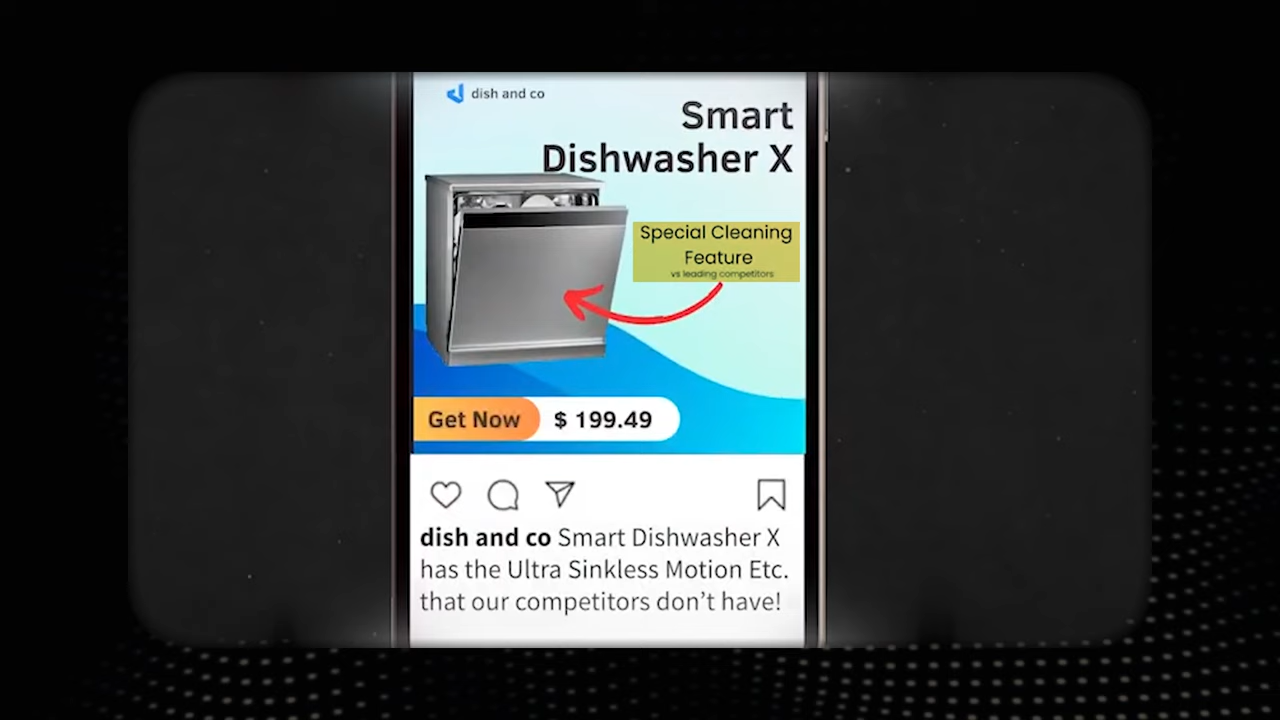 dish and co
Smart
Dishwasher X
Special Cleaning
Feature
vs leading competitors
Get Now
$ 199.49
dish and co Smart Dishwasher X
has the Ultra Sinkless Motion Etc.
that our competitors don't have!